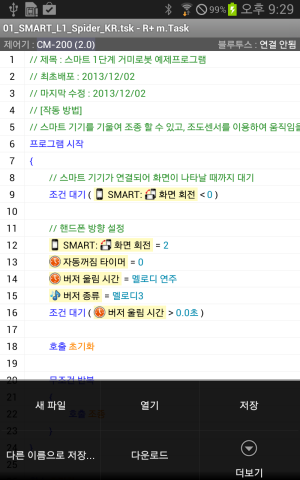 99% 오후 9:29
01_SMART_L1_Spider_KR.tsk - R+ m.Task
제어기 : CM-200 (2.0) 블루투스 : 연결 안됨
1 // 제목 : 스마트 1단계 거미로봇 예제프로그램
2 // 최초배포 : 2013/12/02
3 // 마지막 수정 : 2013/12/02
4 // [작동 방법]
5 // 스마트 기기를 기울여 조종 할 수 있고, 조도센서를 이용하여 움직임을
6 프로그램 시작
7 {
8 // 스마트 기기가 연결되어 화면이 나타날 때까지 대기
9 조건 대기 ( SMART: 화면 회전 < 0 )
10
11 // 핸드폰 방향 설정
12 SMART: 화면 회전 = 2
13 자동꺼짐 타이머 = 0
14 버저 울림 시간 = 멜로디 연주
15 버저 종류 = 멜로디3
16 조건 대기 ( 버저 울림 시간 > 0.0초 )
17
18 호출 초기화
19
20 무조건 반복
새 파일 열기 저장
다른 이름으로 저장... 다운로드 더보기